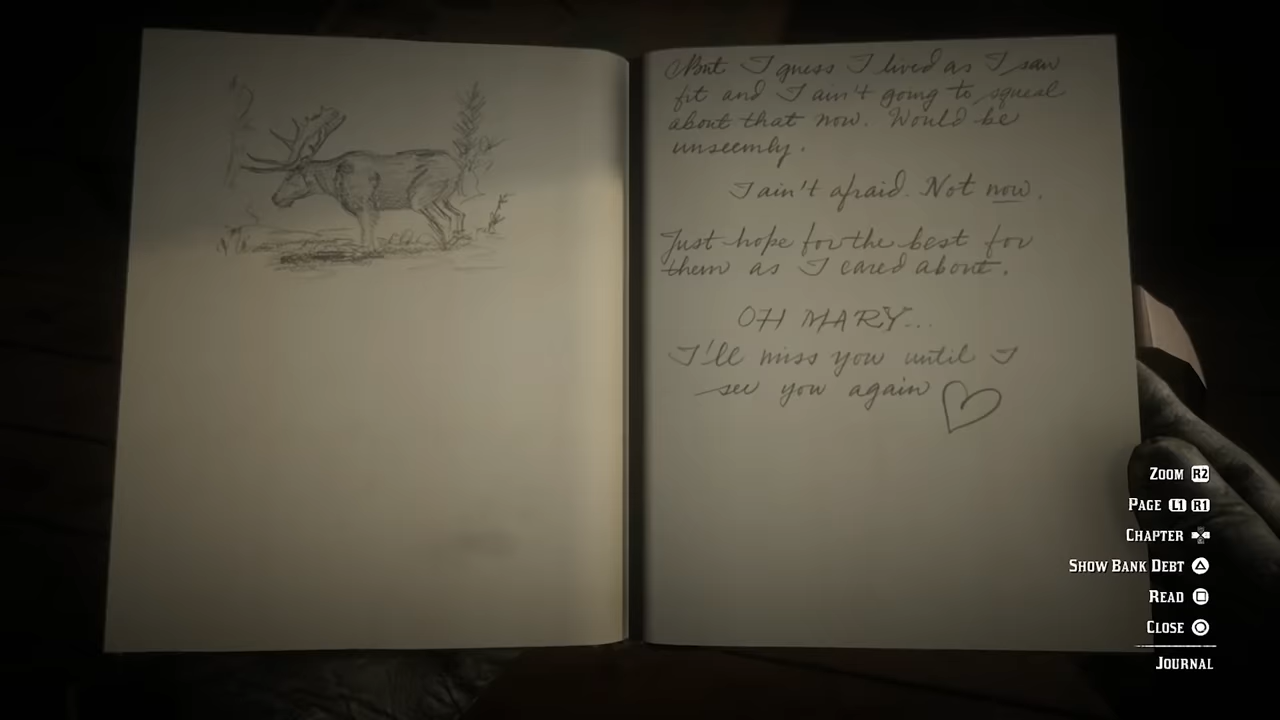 But I guess I lived as I saw
fit and I ain't going to squeal
about that now. Would be
unseemly.
I ain't afraid. Not now.
Just hope for the best for
them as I cared about.
OH MARY...
I'll miss you until I
see you again
ZOOM R2
PAGE L1 R1
CHAPTER
SHOW BANK DEBT
READ
CLOSE
JOURNAL